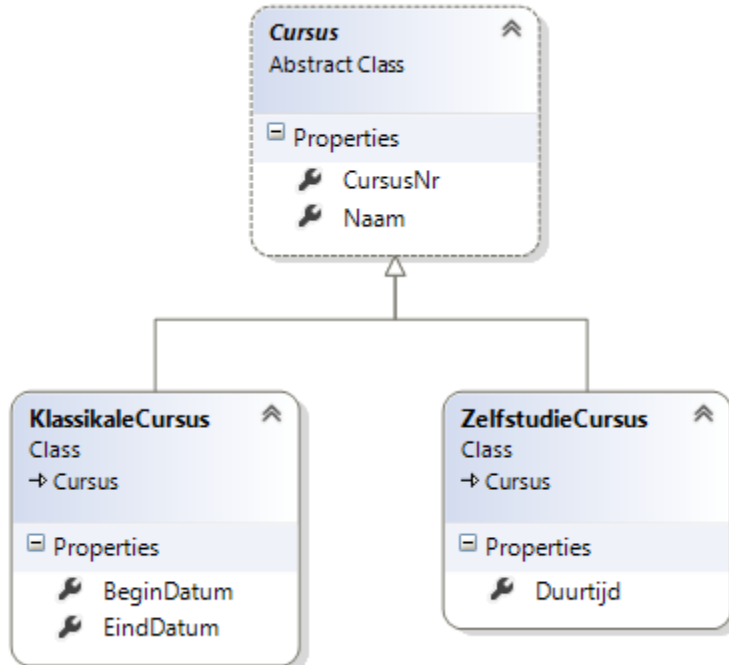 Cursus
Abstract Class
Properties
CursusNr
Naam
KlassikaleCursus
Class
Cursus
Properties
BeginDatum
EindDatum
ZelfstudieCursus
Class
Cursus
Properties
Duurtijd